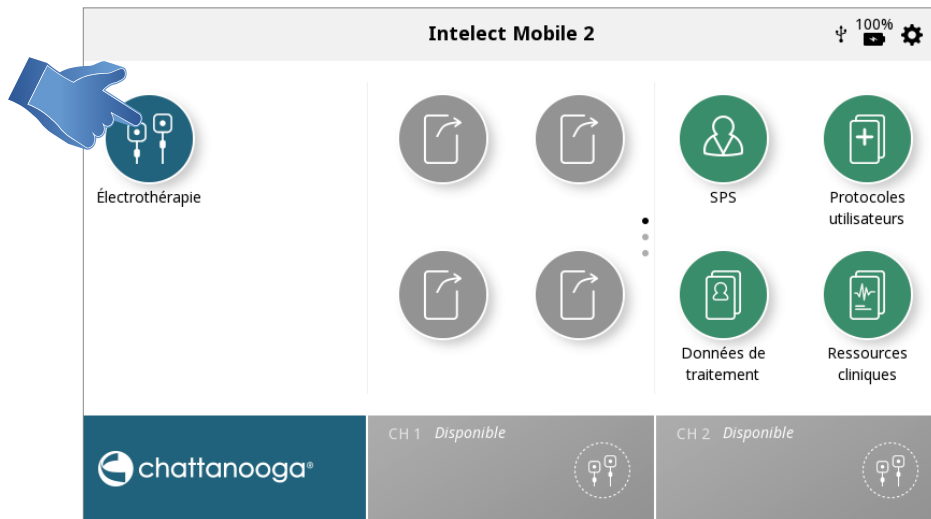 Intelect Mobile 2
100%
Électrothérapie
SPS
Protocoles
utilisateurs
Données de
traitement
Ressources
cliniques
chattanooga®
CH 1 Disponible
CH 2 Disponible